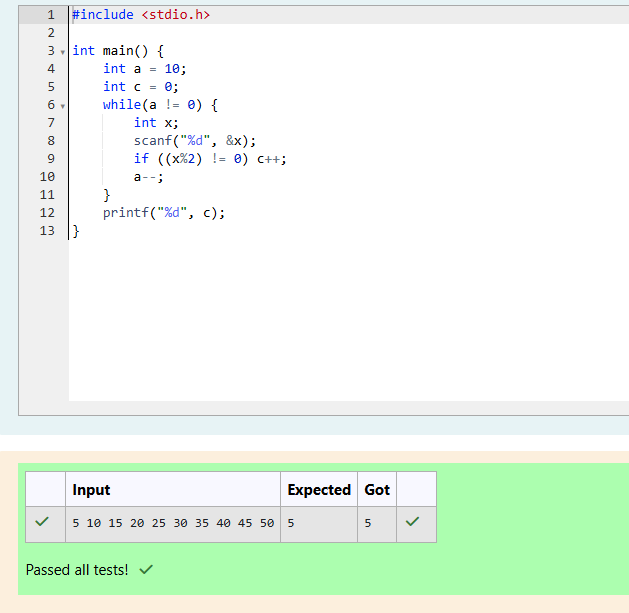 1 #include <stdio.h>
2
3 int main() {
4     int a = 10;
5     int c = 0;
6     while(a != 0) {
7         int x;
8         scanf("%d", &x);
9         if ((x%2) != 0) c++;
10         a--;
11     }
12     printf("%d", c);
13 }
Input Expected Got
5 10 15 20 25 30 35 40 45 50 5 5
Passed all tests!